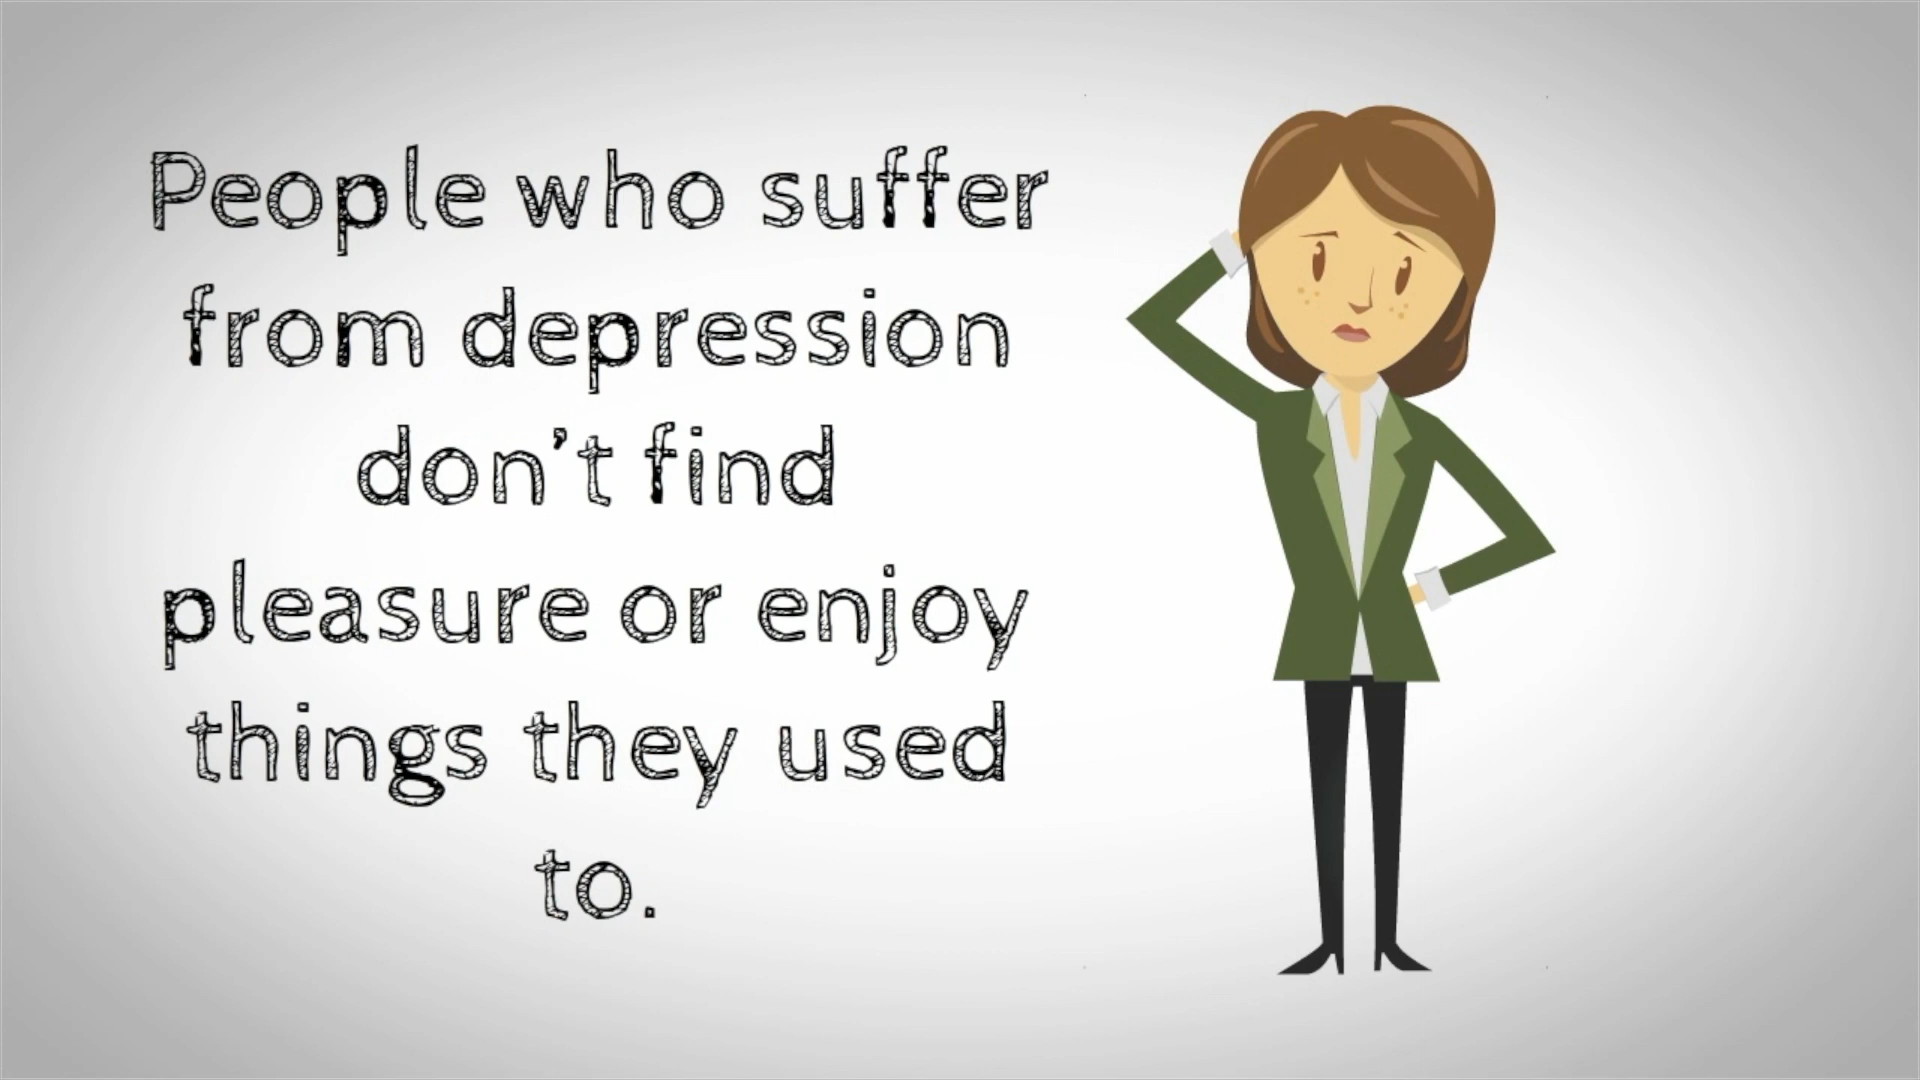 People who suffer
from depression
don't find
pleasure or enjoy
things they used
to.